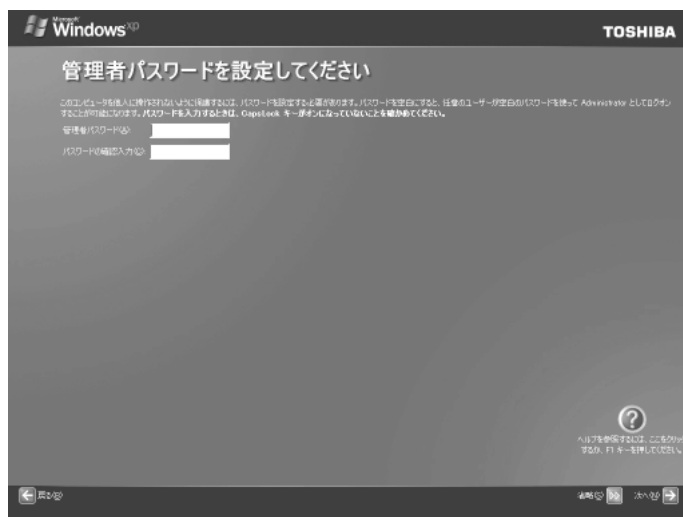 Microsoft
Windows xp
TOSHIBA
管理者パスワードを設定してください
このコンピュータを他人に操作されないように保護するには、パスワードを設定する必要があります。パスワードを空白にすると、任意のユーザーが空白のパスワードを使って Administrator としてログオン
することが可能になります。パスワードを入力するときは、CapsLock キーがオンになっていないことを確かめてください。
管理者パスワード(A):
パスワードの確認入力(C):
ヘルプを参照するには、ここをクリック
するか、F1 キーを押してください。
戻る(B)
省略(S)
次へ(N)